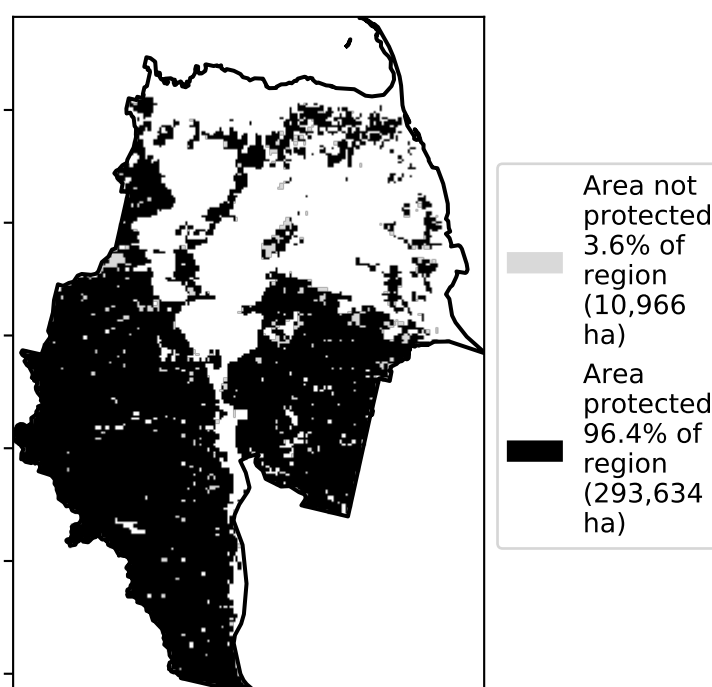 Area not
protected
3.6% of
region
(10,966
ha)
Area
protected
96.4% of
region
(293,634
ha)